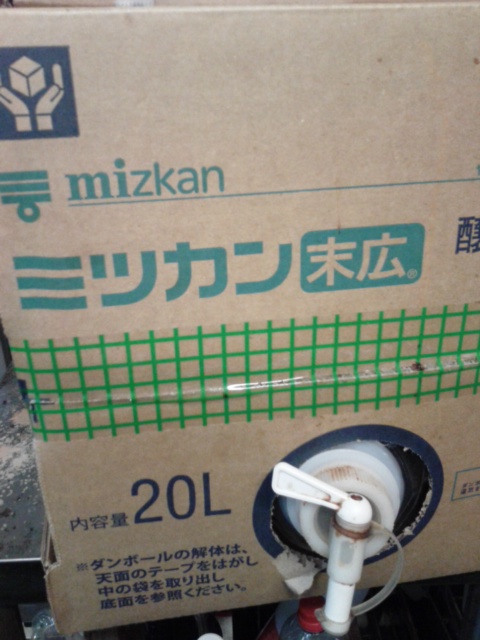 mizkan
ミツカン 末広®
醸
内容量 20L
※ダンボールの解体は、
天面のテープをはがし
中の袋を取り出し
底面を参照ください。